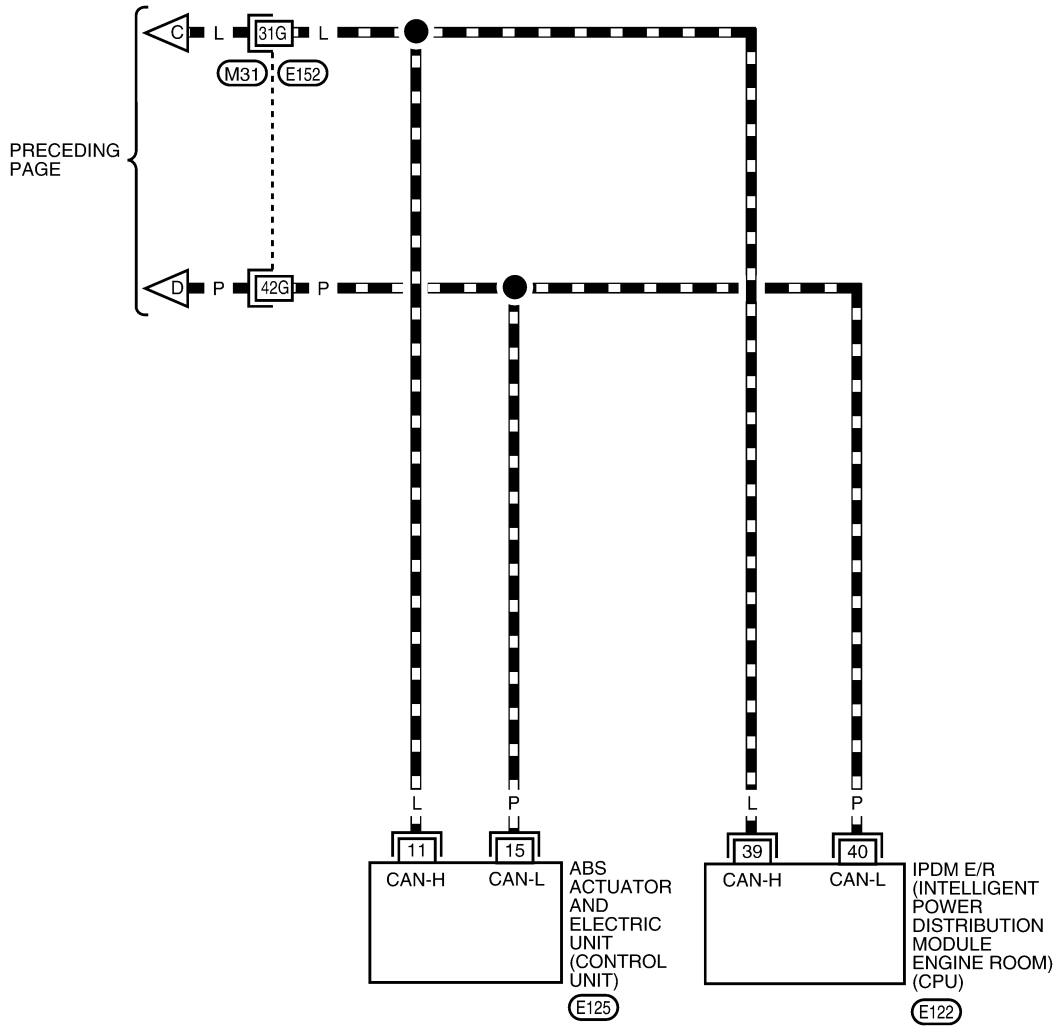 C L 31G L
M31 E152
PRECEDING
PAGE
D P 42G P
L P L P
11 15 39 40
CAN-H CAN-L
ABS
ACTUATOR
AND
ELECTRIC
UNIT
(CONTROL
UNIT)
E125
CAN-H CAN-L
IPDM E/R
(INTELLIGENT
POWER
DISTRIBUTION
MODULE
ENGINE ROOM)
(CPU)
E122